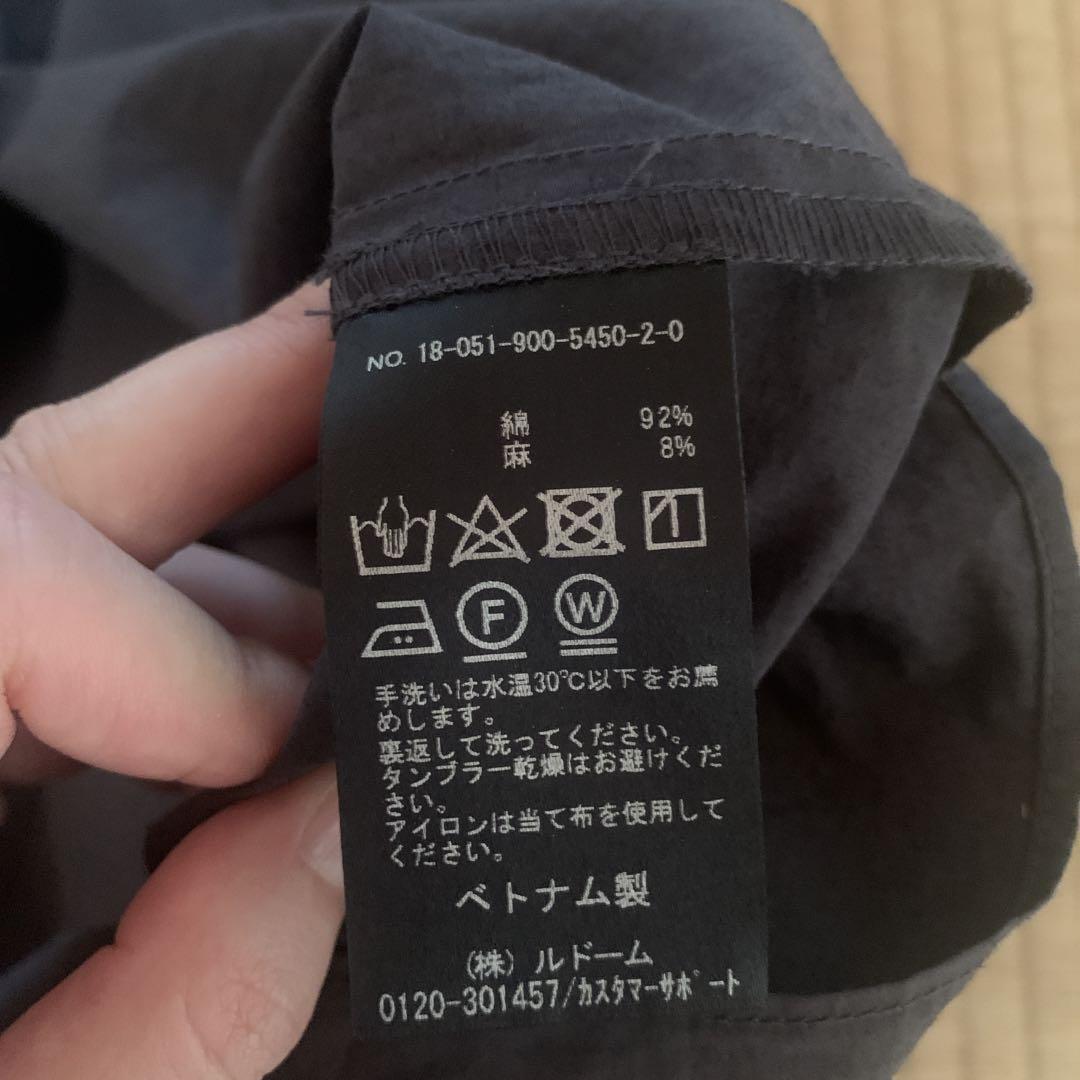 NO. 18-051-900-5450-2-0
綿 92%
麻 8%
F W
手洗いは水温30℃以下をお薦
めします。
裏返して洗ってください。
タンブラー乾燥はお避けくだ
さい。
アイロンは当て布を使用して
ください。
ベトナム製
(株)ルドーム
0120-301457/カスタマーサポート